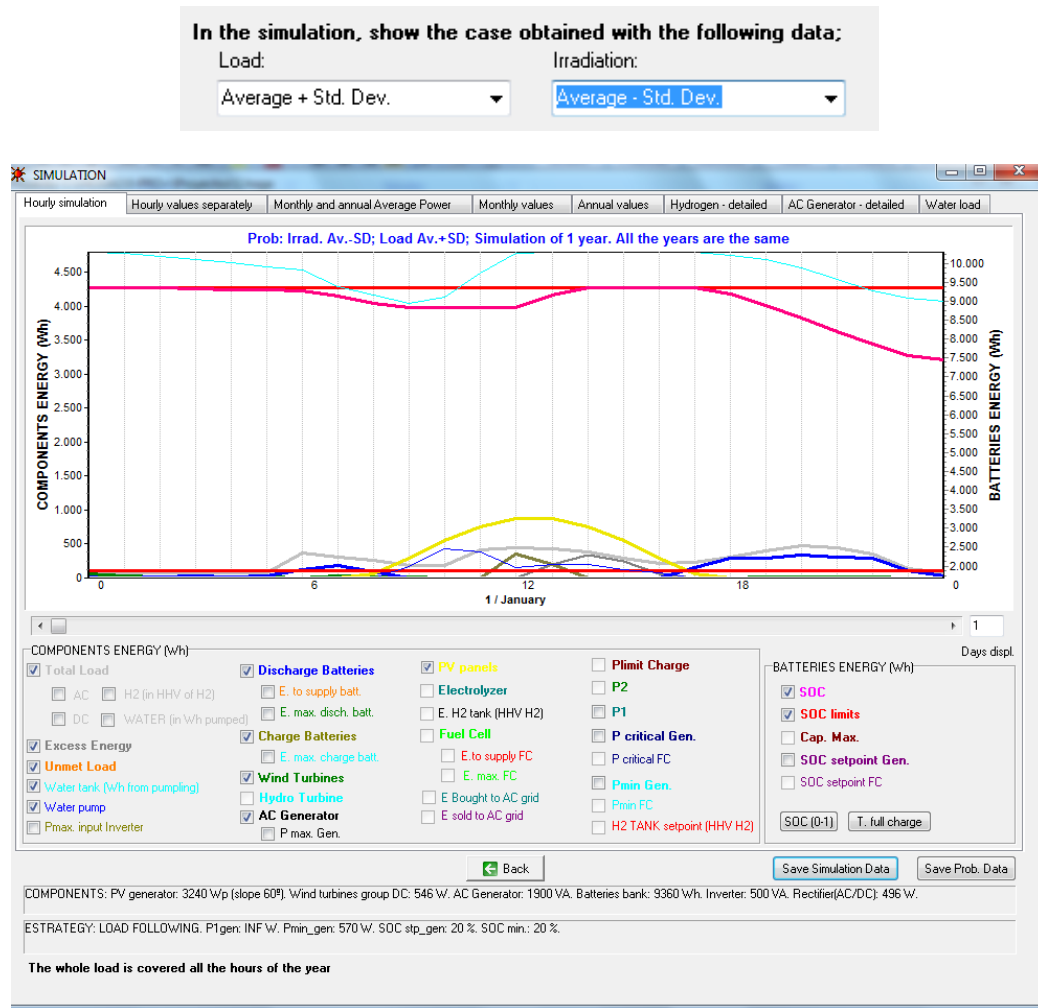 In the simulation, show the case obtained with the following data;
Load: Irradiation:
Average + Std. Dev. Average - Std. Dev.
SIMULATION
Hourly simulation Hourly values separately Monthly and annual Average Power Monthly values Annual values Hydrogen - detailed AC Generator - detailed Water load
Prob: Irrad. Av.-SD; Load Av.+SD; Simulation of 1 year. All the years are the same
COMPONENTS ENERGY (Wh)
4.500
4.000
3.500
3.000
2.500
2.000
1.500
1.000
500
0
10.000
9.500
9.000
8.500
8.000
7.500
7.000
6.500
6.000
5.500
5.000
4.500
4.000
3.500
3.000
2.500
2.000
BATTERIES ENERGY (Wh)
0 6 12 18 0
1 / January
1
Days displ.
COMPONENTS ENERGY (Wh)
Total Load
AC H2 (in HHV of H2)
DC WATER (in Wh pumped)
Excess Energy
Unmet Load
Water tank (Wh from pumpling)
Water pump
Pmax. input Inverter
Discharge Batteries
E. to supply batt.
E. max. disch. batt.
Charge Batteries
E. max. charge batt.
Wind Turbines
Hydro Turbine
AC Generator
P max. Gen.
PV panels
Electrolyzer
E. H2 tank (HHV H2)
Fuel Cell
E.to supply FC
E. max. FC
E Bought to AC grid
E sold to AC grid
Plimit Charge
P2
P1
P critical Gen.
P critical FC
Pmin Gen.
Pmin FC
H2 TANK setpoint (HHV H2)
BATTERIES ENERGY (Wh)
SOC
SOC limits
Cap. Max.
SOC setpoint Gen.
SOC setpoint FC
SOC (0-1) T. full charge
Back Save Simulation Data Save Prob. Data
COMPONENTS: PV generator: 3240 Wp (slope 60º). Wind turbines group DC: 546 W. AC Generator: 1900 VA. Batteries bank: 9360 Wh. Inverter: 500 VA. Rectifier(AC/DC): 496 W.
ESTRATEGY: LOAD FOLLOWING. P1gen: INF W. Pmin_gen: 570 W. SOC stp_gen: 20 %. SOC min.: 20 %.
The whole load is covered all the hours of the year